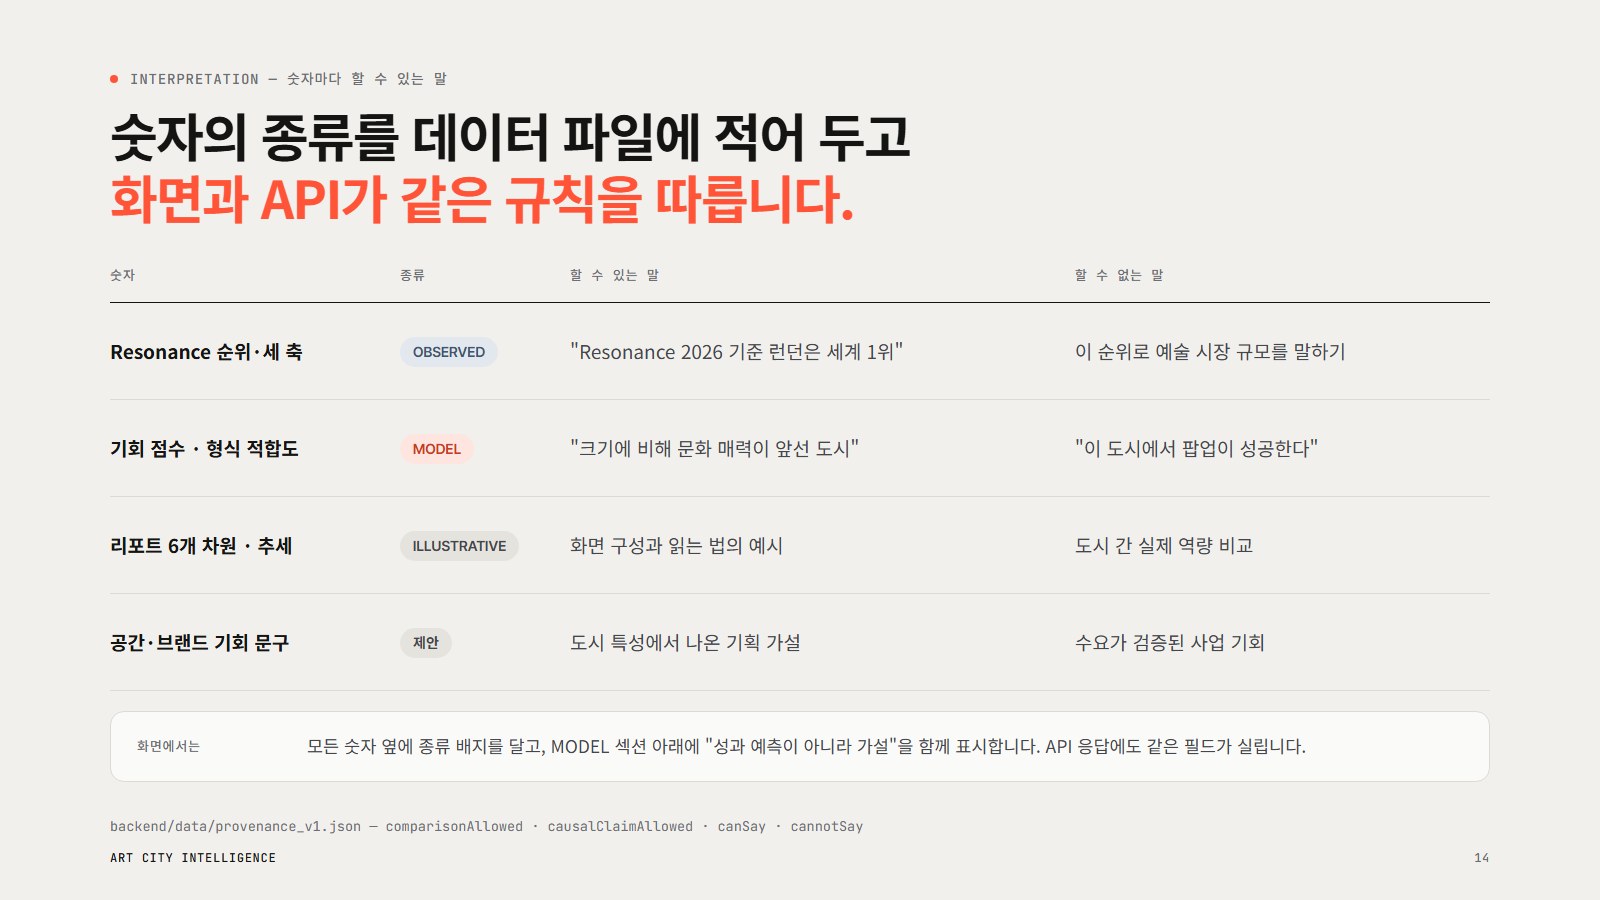 INTERPRETATION — 숫자마다 할 수 있는 말
숫자의 종류를 데이터 파일에 적어 두고
화면과 API가 같은 규칙을 따릅니다.
숫자 종류 할 수 있는 말 할 수 없는 말
Resonance 순위·세 축 OBSERVED "Resonance 2026 기준 런던은 세계 1위" 이 순위로 예술 시장 규모를 말하기
기회 점수 · 형식 적합도 MODEL "크기에 비해 문화 매력이 앞선 도시" "이 도시에서 팝업이 성공한다"
리포트 6개 차원 · 추세 ILLUSTRATIVE 화면 구성과 읽는 법의 예시 도시 간 실제 역량 비교
공간·브랜드 기회 문구 제안 도시 특성에서 나온 기획 가설 수요가 검증된 사업 기회
화면에서는 모든 숫자 옆에 종류 배지를 달고, MODEL 섹션 아래에 "성과 예측이 아니라 가설"을 함께 표시합니다. API 응답에도 같은 필드가 실립니다.
backend/data/provenance_v1.json — comparisonAllowed · causalClaimAllowed · canSay · cannotSay
ART CITY INTELLIGENCE 14